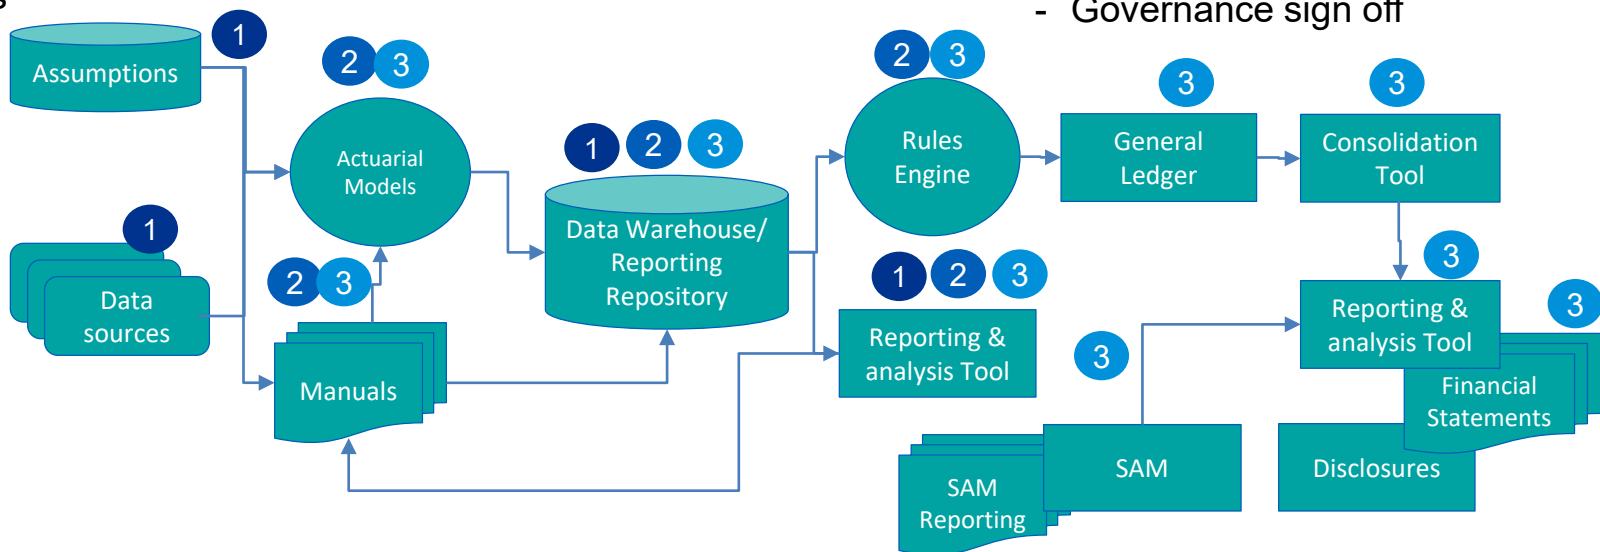 s
- Governance sign off
1
Assumptions
2 3
Actuarial
Models
1 2 3
Data Warehouse/
Reporting
Repository
2 3
Rules
Engine
3
General
Ledger
3
Consolidation
Tool
1
Data
sources
2 3
Manuals
1 2 3
Reporting &
analysis Tool
3
Reporting &
analysis Tool
3
Financial
Statements
3
SAM
SAM
Reporting
Disclosures